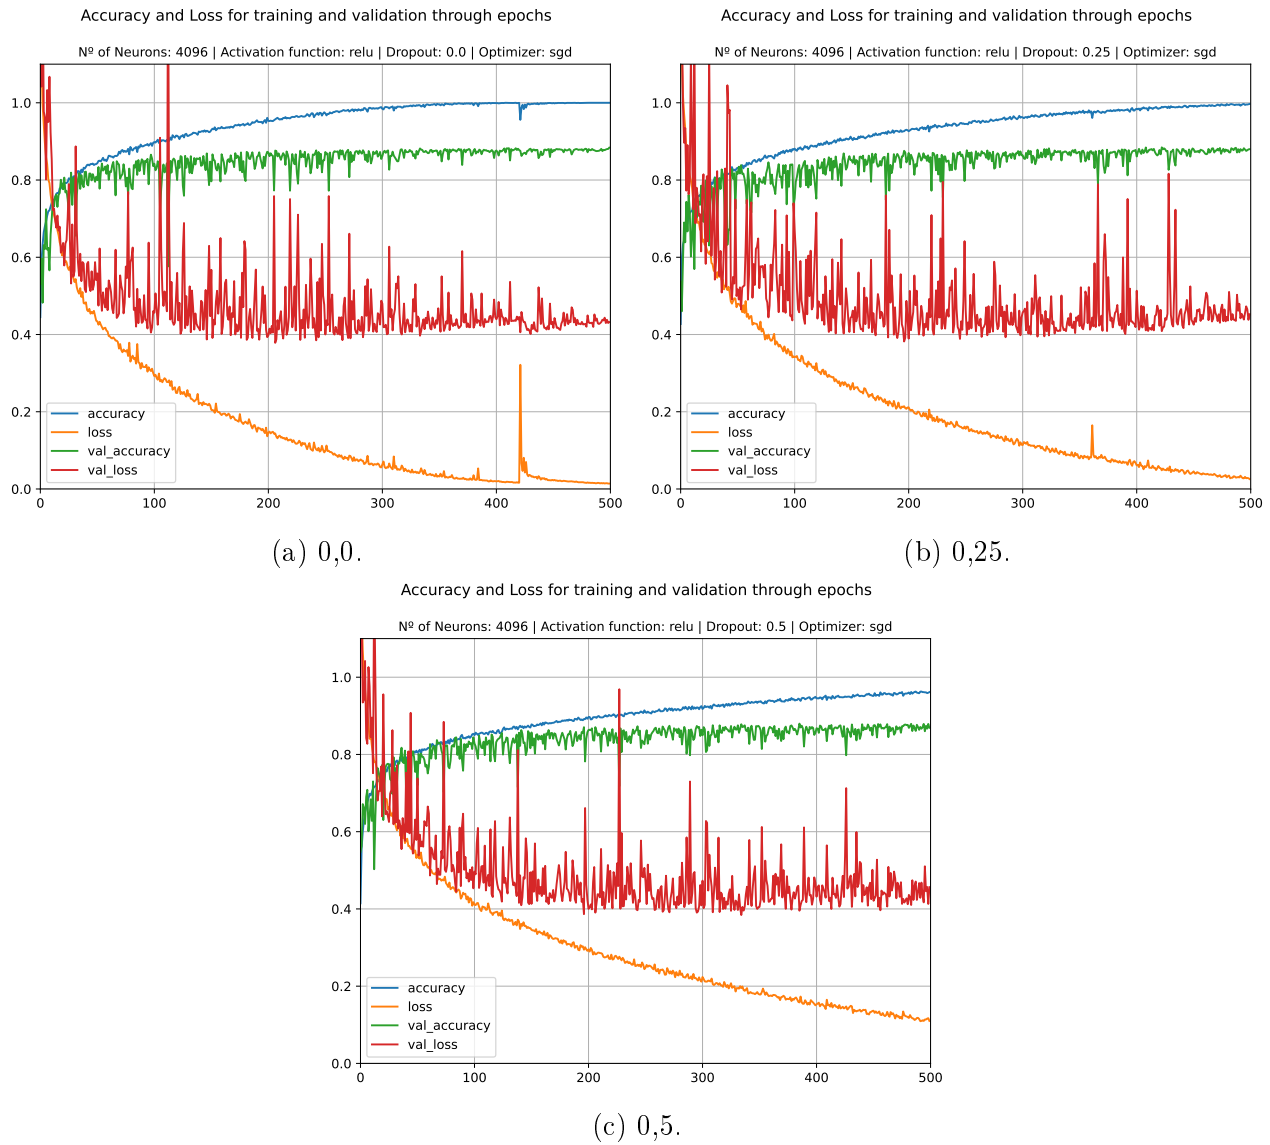 Accuracy and Loss for training and validation through epochs
Nº of Neurons: 4096 | Activation function: relu | Dropout: 0.0 | Optimizer: sgd
1.0
0.8
0.6
0.4
0.2
0.0
accuracy
loss
val_accuracy
val_loss
0 100 200 300 400 500
(a) 0,0.
Accuracy and Loss for training and validation through epochs
Nº of Neurons: 4096 | Activation function: relu | Dropout: 0.25 | Optimizer: sgd
1.0
0.8
0.6
0.4
0.2
0.0
accuracy
loss
val_accuracy
val_loss
0 100 200 300 400 500
(b) 0,25.
Accuracy and Loss for training and validation through epochs
Nº of Neurons: 4096 | Activation function: relu | Dropout: 0.5 | Optimizer: sgd
1.0
0.8
0.6
0.4
0.2
0.0
accuracy
loss
val_accuracy
val_loss
0 100 200 300 400 500
(c) 0,5.